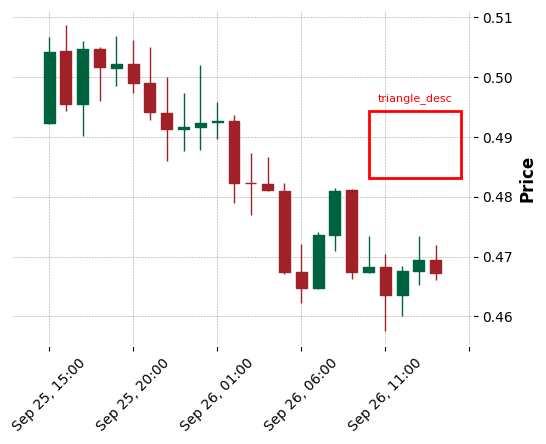 0.51
0.50
triangle_desc
0.49
0.48
0.47
0.46
Price
Sep 25, 15:00
Sep 25, 20:00
Sep 26, 01:00
Sep 26, 06:00
Sep 26, 11:00